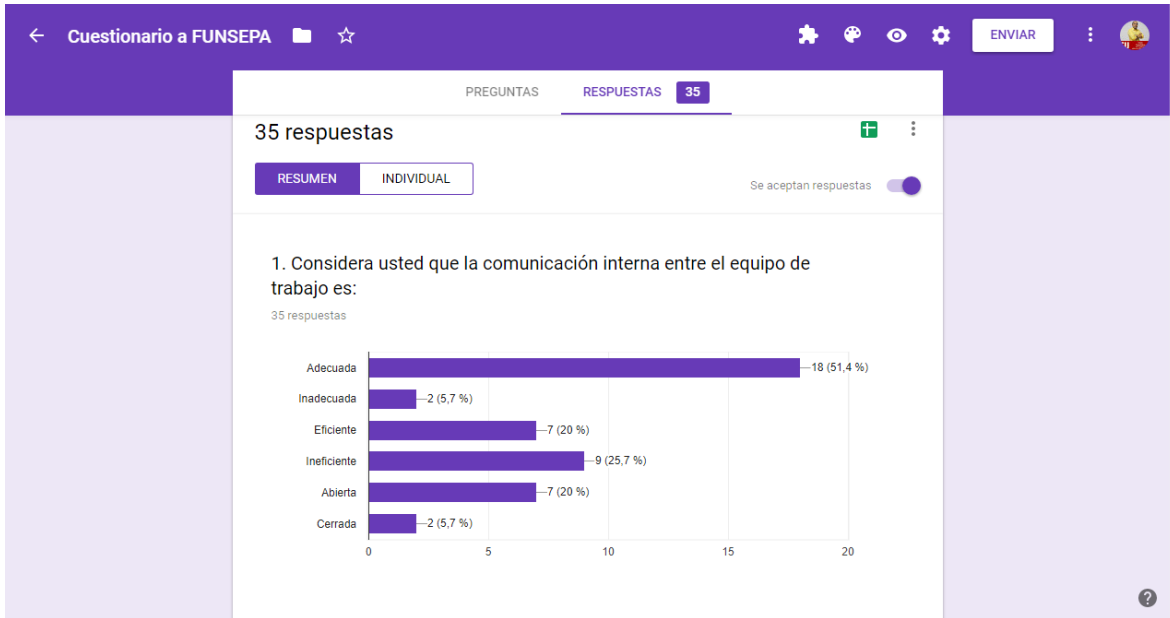 Cuestionario a FUNSEPA
ENVIAR
PREGUNTAS
RESPUESTAS 35
35 respuestas
RESUMEN
INDIVIDUAL
Se aceptan respuestas
1. Considera usted que la comunicación interna entre el equipo de
trabajo es:
35 respuestas
Adecuada 18 (51,4 %)
Inadecuada 2 (5,7 %)
Eficiente 7 (20 %)
Ineficiente 9 (25,7 %)
Abierta 7 (20 %)
Cerrada 2 (5,7 %)
0 5 10 15 20